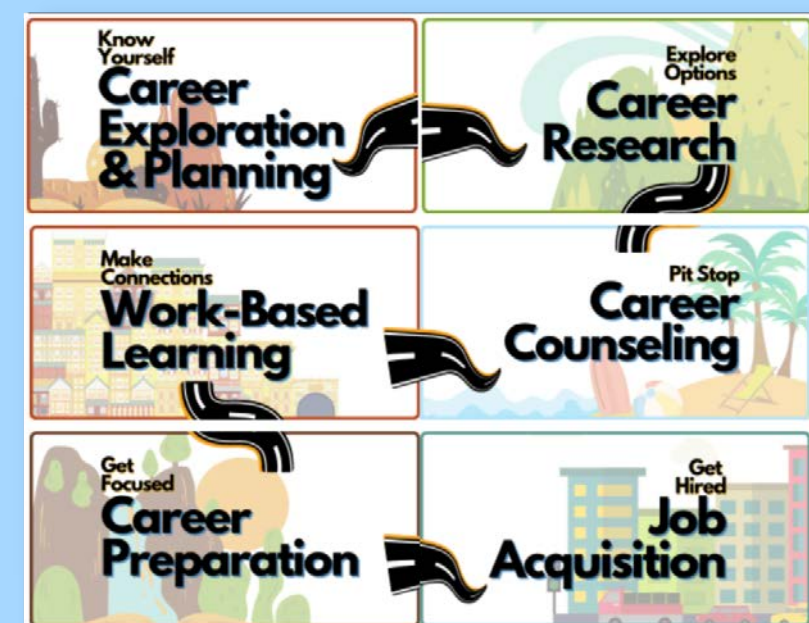 Know
Yourself
Career
Exploration
& Planning
Explore
Options
Career
Research
Make
Connections
Work-Based
Learning
Pit Stop
Career
Counseling
Get
Focused
Career
Preparation
Get
Hired
Job
Acquisition